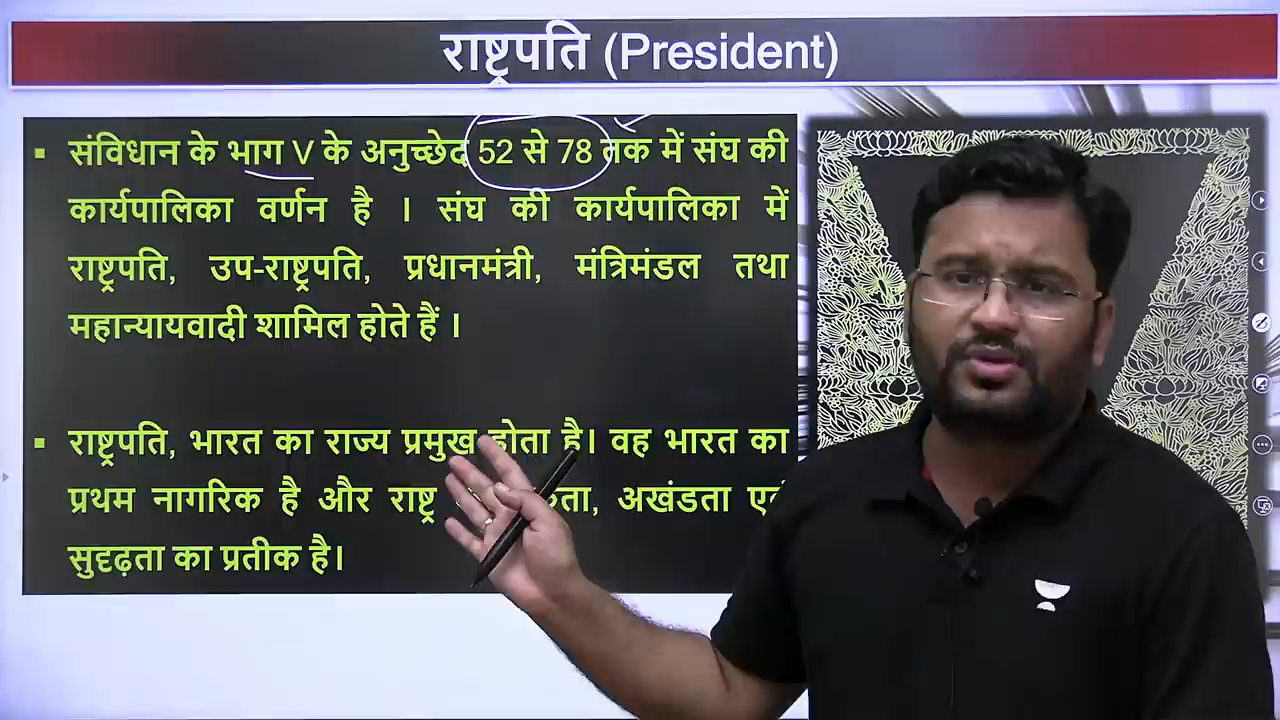 राष्ट्रपति (President)
▪ संविधान के भाग V के अनुच्छेद 52 से 78 तक में संघ की
कार्यपालिका वर्णन है । संघ की कार्यपालिका में
राष्ट्रपति, उप-राष्ट्रपति, प्रधानमंत्री, मंत्रिमंडल तथा
महान्यायवादी शामिल होते हैं ।
▪ राष्ट्रपति, भारत का राज्य प्रमुख होता है। वह भारत का
प्रथम नागरिक है और राष्ट्र अखंडता एवं
सुदृढ़ता का प्रतीक है।